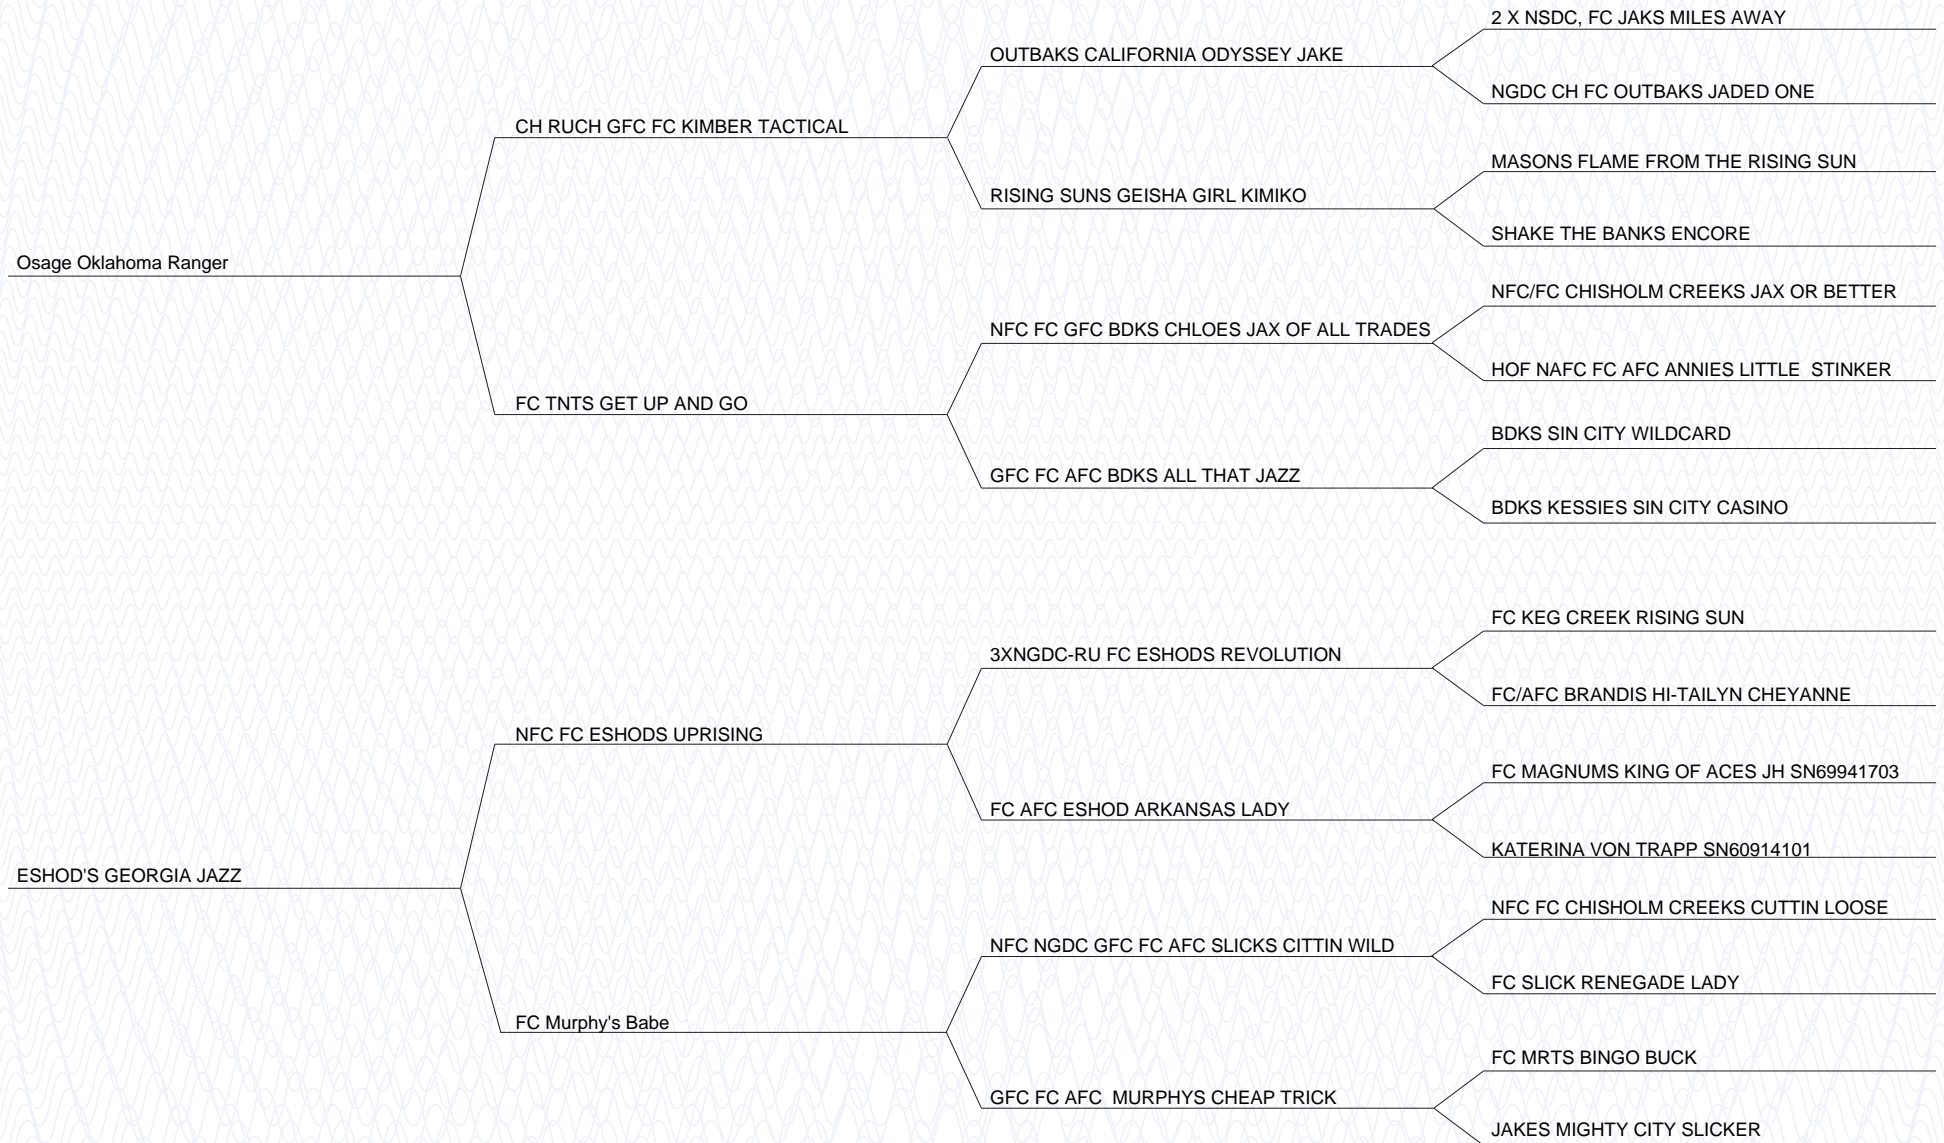 2 X NSDC, FC JAKS MILES AWAY
OUTBAKS CALIFORNIA ODYSSEY JAKE
NGDC CH FC OUTBAKS JADED ONE
CH RUCH GFC FC KIMBER TACTICAL
MASONS FLAME FROM THE RISING SUN
RISING SUNS GEISHA GIRL KIMIKO
SHAKE THE BANKS ENCORE
Osage Oklahoma Ranger
NFC/FC CHISHOLM CREEKS JAX OR BETTER
NFC FC GFC BDKS CHLOES JAX OF ALL TRADES
HOF NAFC FC AFC ANNIES LITTLE  STINKER
FC TNTS GET UP AND GO
BDKS SIN CITY WILDCARD
GFC FC AFC BDKS ALL THAT JAZZ
BDKS KESSIES SIN CITY CASINO
FC KEG CREEK RISING SUN
3XNGDC-RU FC ESHODS REVOLUTION
FC/AFC BRANDIS HI-TAILYN CHEYANNE
NFC FC ESHODS UPRISING
FC MAGNUMS KING OF ACES JH SN69941703
FC AFC ESHOD ARKANSAS LADY
KATERINA VON TRAPP SN60914101
ESHOD'S GEORGIA JAZZ
NFC FC CHISHOLM CREEKS CUTTIN LOOSE
NFC NGDC GFC FC AFC SLICKS CITTIN WILD
FC SLICK RENEGADE LADY
FC Murphy's Babe
FC MRTS BINGO BUCK
GFC FC AFC  MURPHYS CHEAP TRICK
JAKES MIGHTY CITY SLICKER